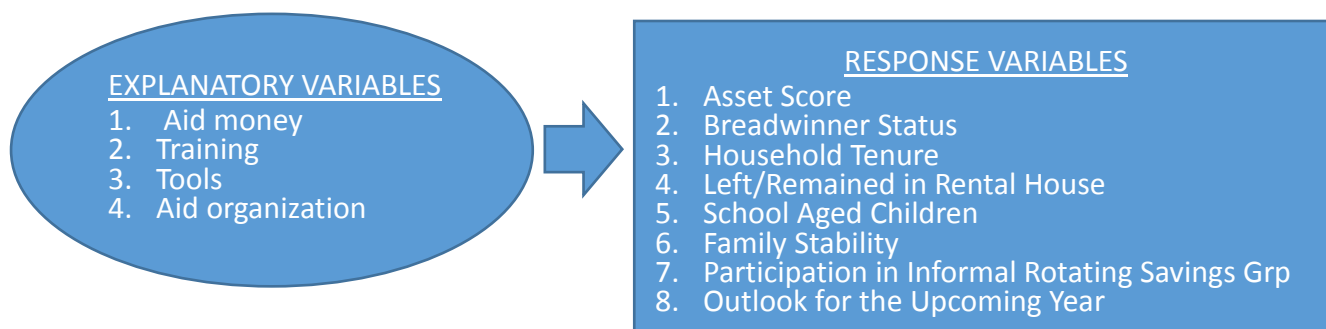 EXPLANATORY VARIABLES
1. Aid money
2. Training
3. Tools
4. Aid organization
RESPONSE VARIABLES
1. Asset Score
2. Breadwinner Status
3. Household Tenure
4. Left/Remained in Rental House
5. School Aged Children
6. Family Stability
7. Participation in Informal Rotating Savings Grp
8. Outlook for the Upcoming Year